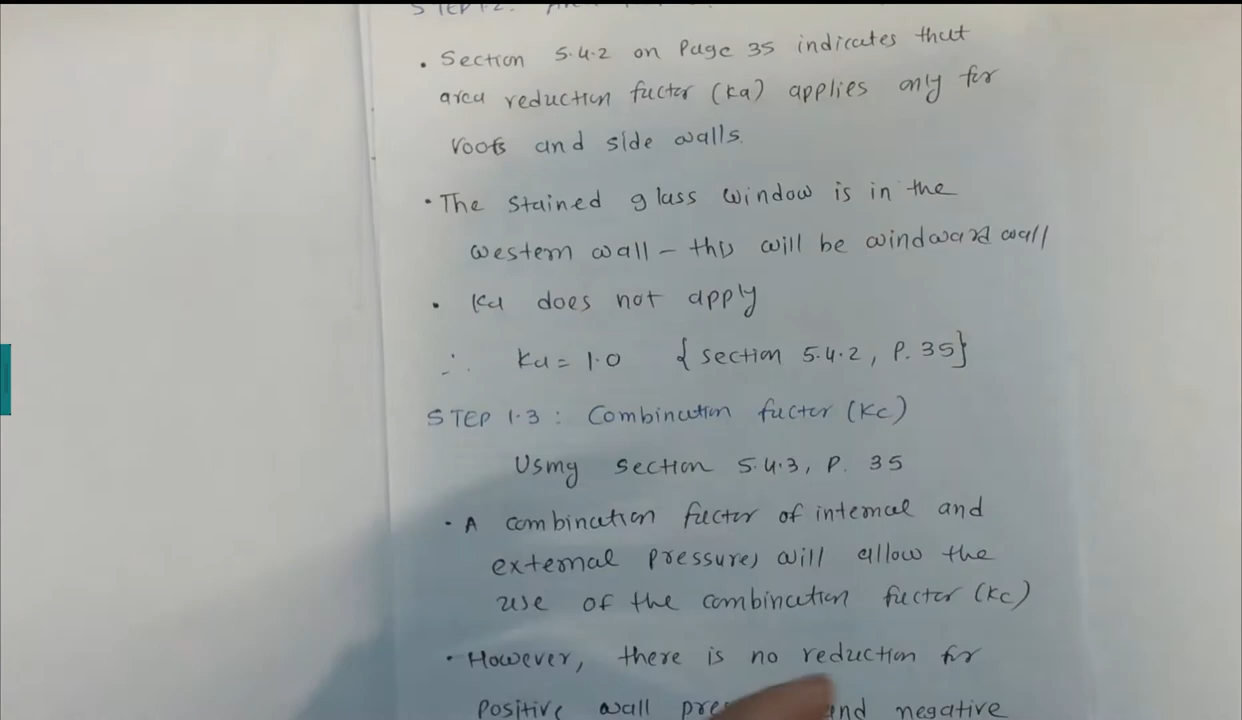 STEP 1.2:
. Section 5.4.2 on Page 35 indicates that
area reduction factor (Ka) applies only for
roofs and side walls.
• The stained glass window is in the
western wall – this will be windward wall
• Ka does not apply
∴ Ka = 1.0 {section 5.4.2, P. 35}
STEP 1.3 : Combination factor (Kc)
Using section 5.4.3, P. 35
• A combination factor of internal and
external pressures will allow the
use of the combination factor (Kc)
• However, there is no reduction for
positive wall and negative